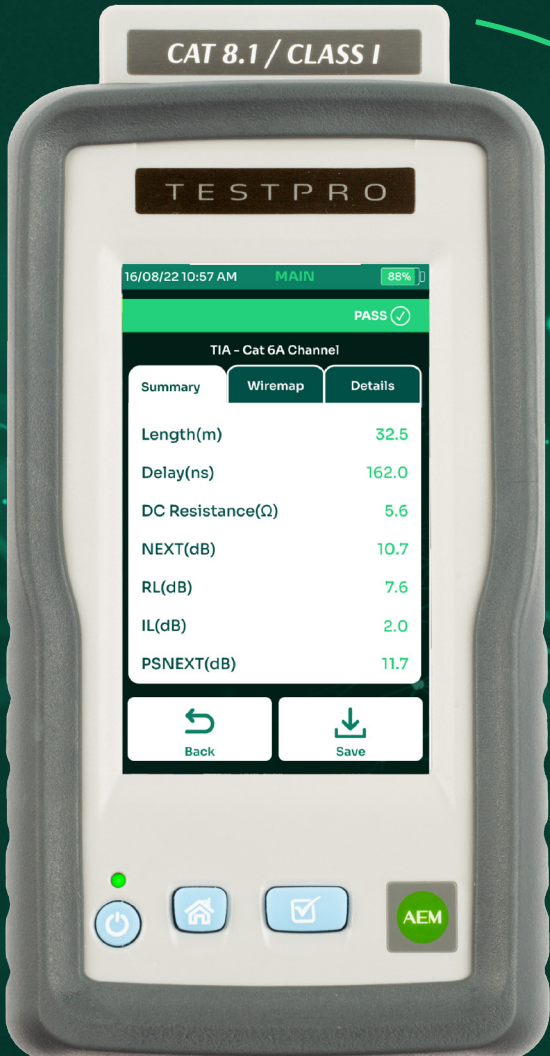 CAT 8.1 / CLASS I
TESTPRO
16/08/22 10:57 AM MAIN 88%
PASS
TIA - Cat 6A Channel
Summary Wiremap Details
Length(m) 32.5
Delay(ns) 162.0
DC Resistance(Ω) 5.6
NEXT(dB) 10.7
RL(dB) 7.6
IL(dB) 2.0
PSNEXT(dB) 11.7
Back Save
AEM